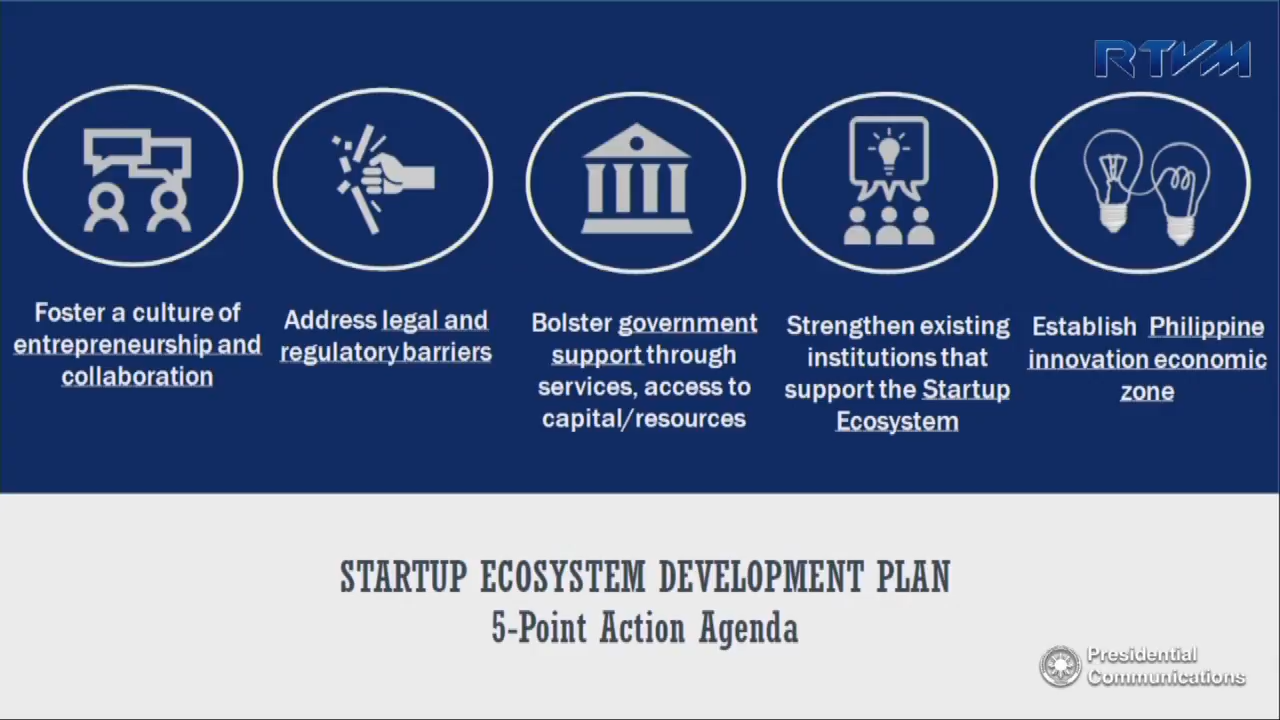 RTVM
Foster a culture of
entrepreneurship and
collaboration
Address legal and
regulatory barriers
Bolster government
support through
services, access to
capital/resources
Strengthen existing
institutions that
support the Startup
Ecosystem
Establish Philippine
innovation economic
zone
STARTUP ECOSYSTEM DEVELOPMENT PLAN
5-Point Action Agenda
Presidential
Communications